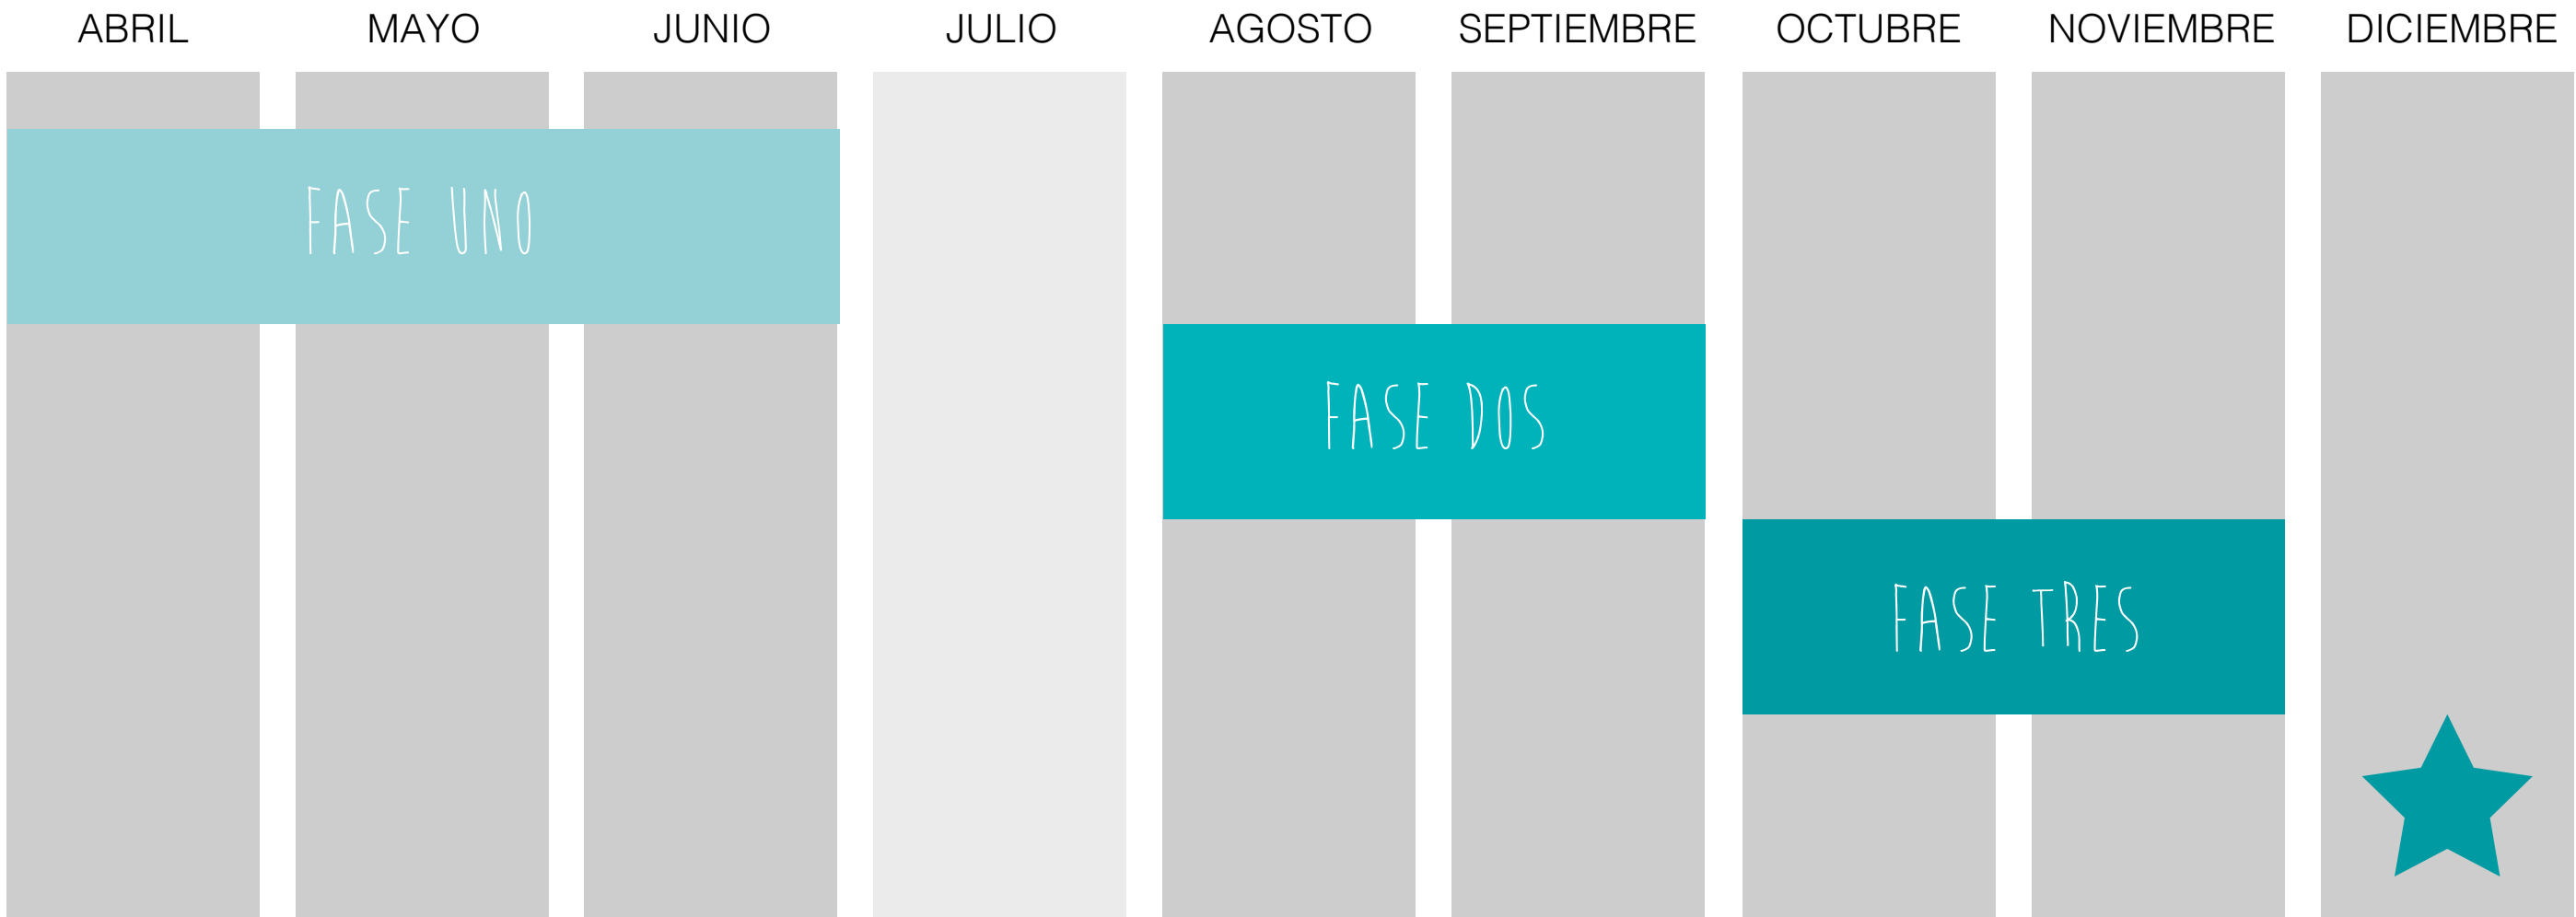 ABRIL MAYO JUNIO JULIO AGOSTO SEPTIEMBRE OCTUBRE NOVIEMBRE DICIEMBRE
FASE UNO
FASE DOS
FASE TRES